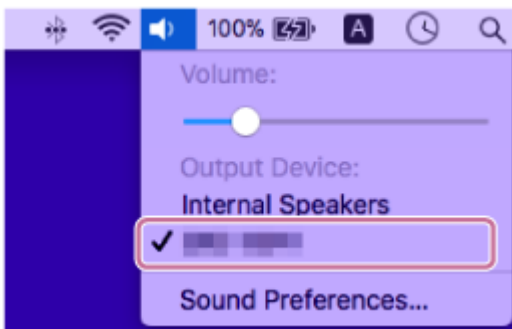 100% A
Volume:
Output Device:
Internal Speakers
Sound Preferences...